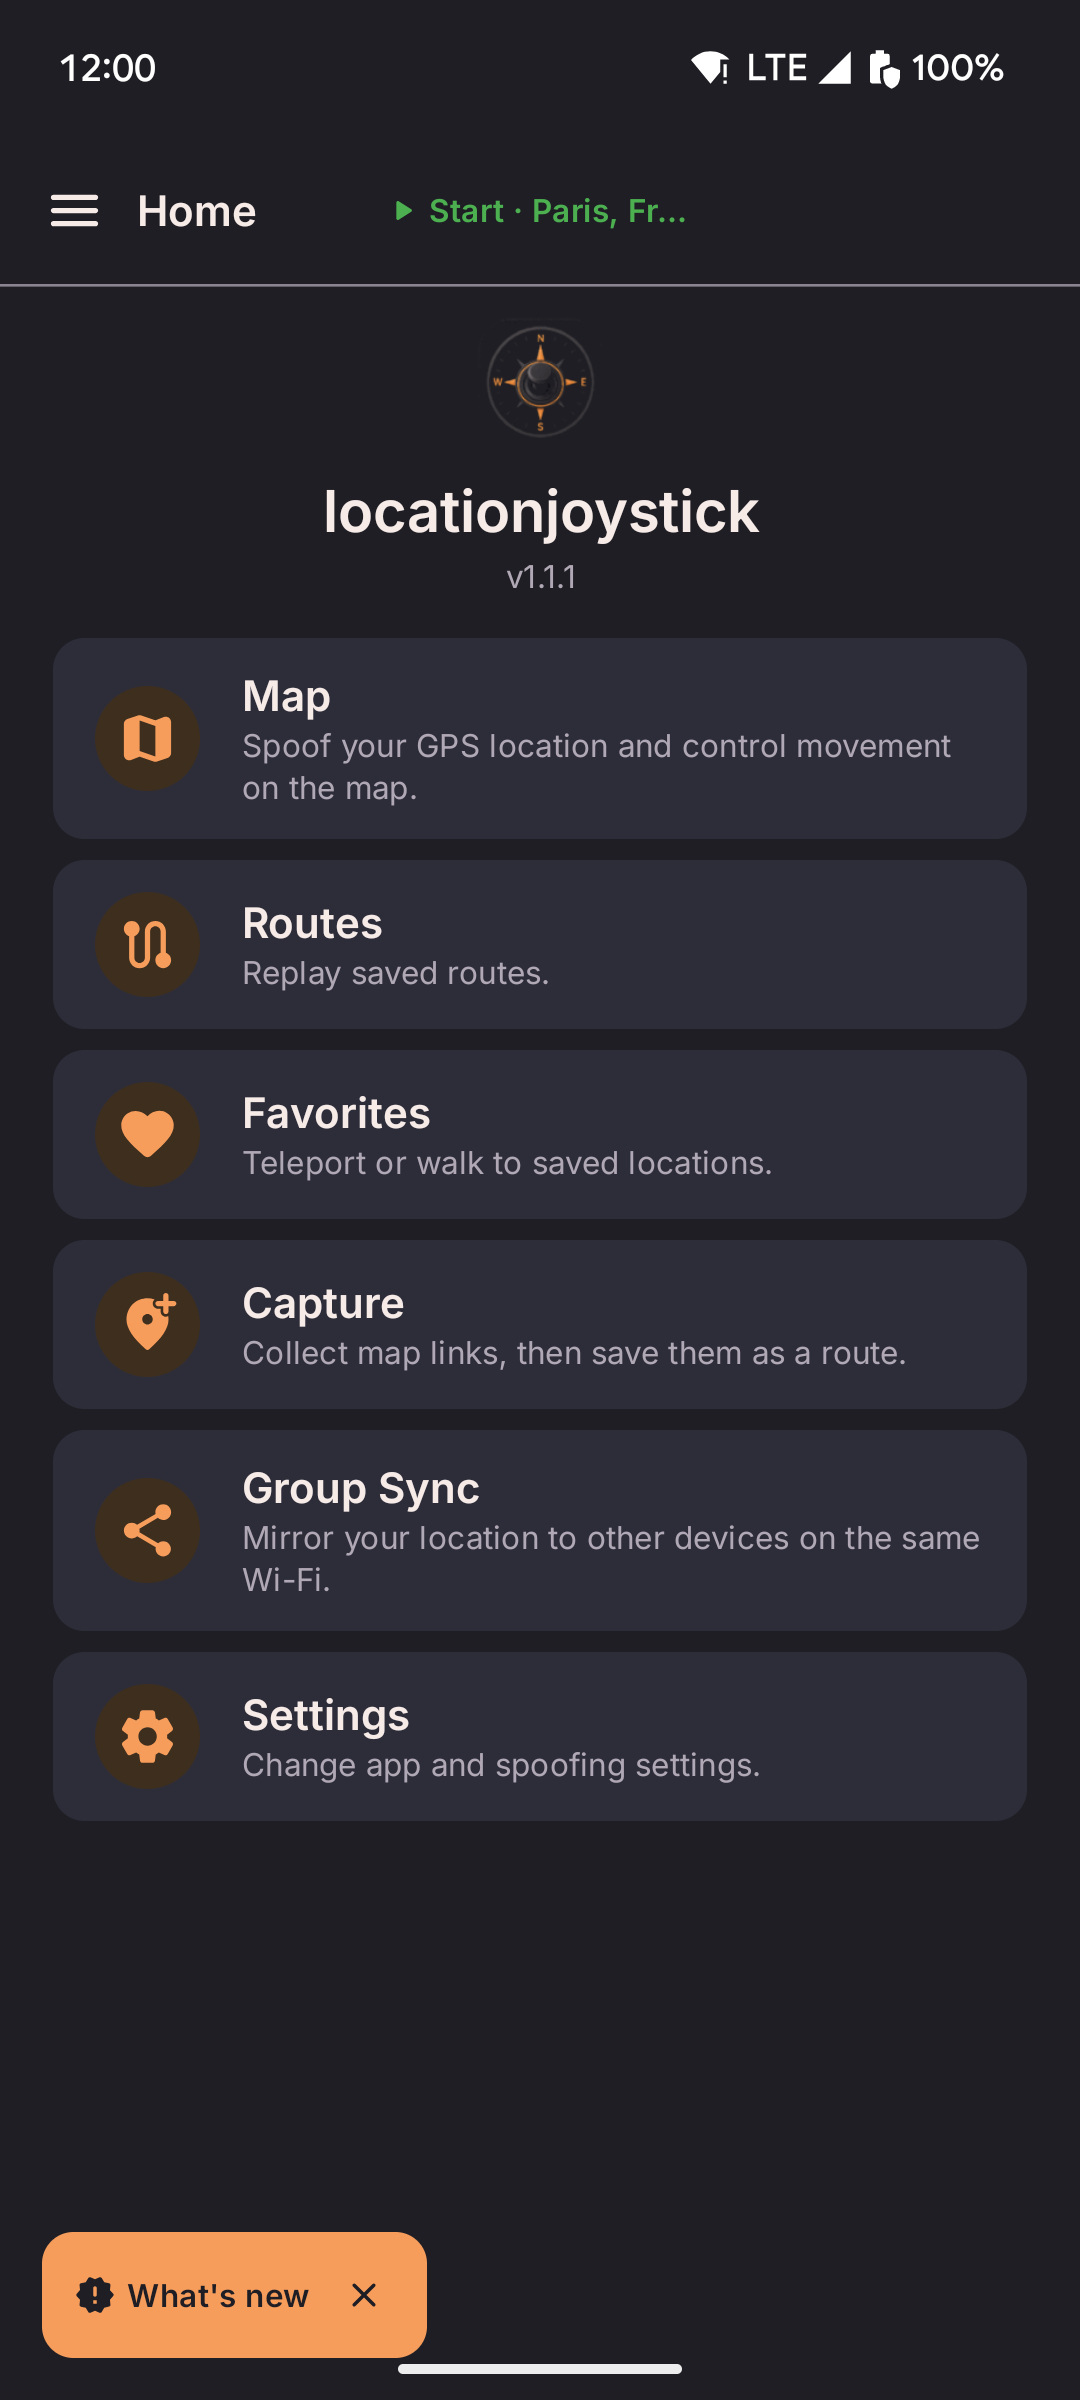 12:00
LTE
100%
Home
Start · Paris, Fr...
N
W
E
S
locationjoystick
v1.1.1
Map
Spoof your GPS location and control movement
on the map.
Routes
Replay saved routes.
Favorites
Teleport or walk to saved locations.
Capture
Collect map links, then save them as a route.
Group Sync
Mirror your location to other devices on the same
Wi-Fi.
Settings
Change app and spoofing settings.
What's new